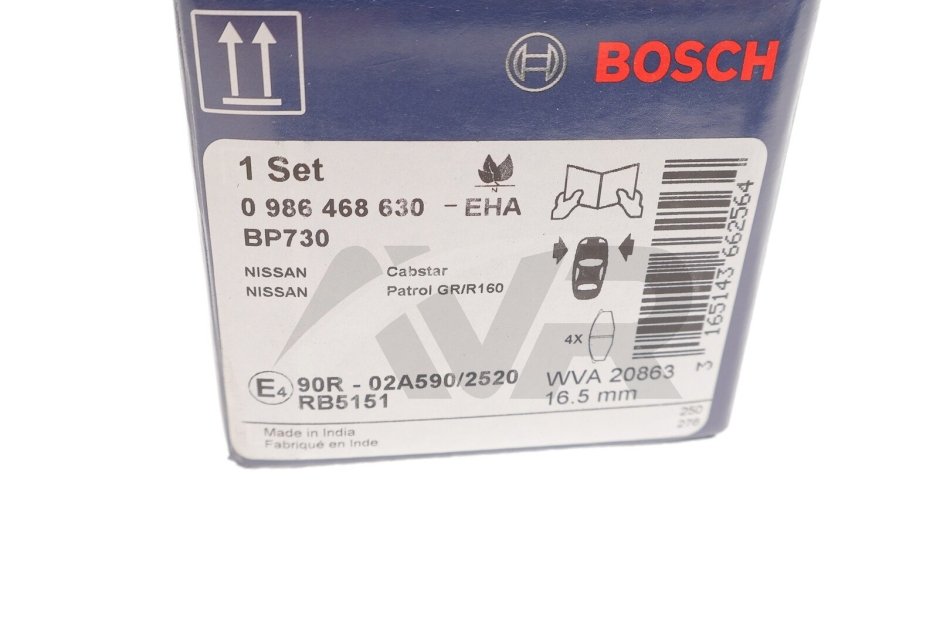 BOSCH
1 Set
N
0 986 468 630 - EHA
BP730
NISSAN Cabstar
NISSAN Patrol GR/R160
4X
E4 90R - 02A590/2520
RB5151
WVA 20863
16.5 mm
3 165143 662564
250
276
Made in India
Fabriqué en Inde